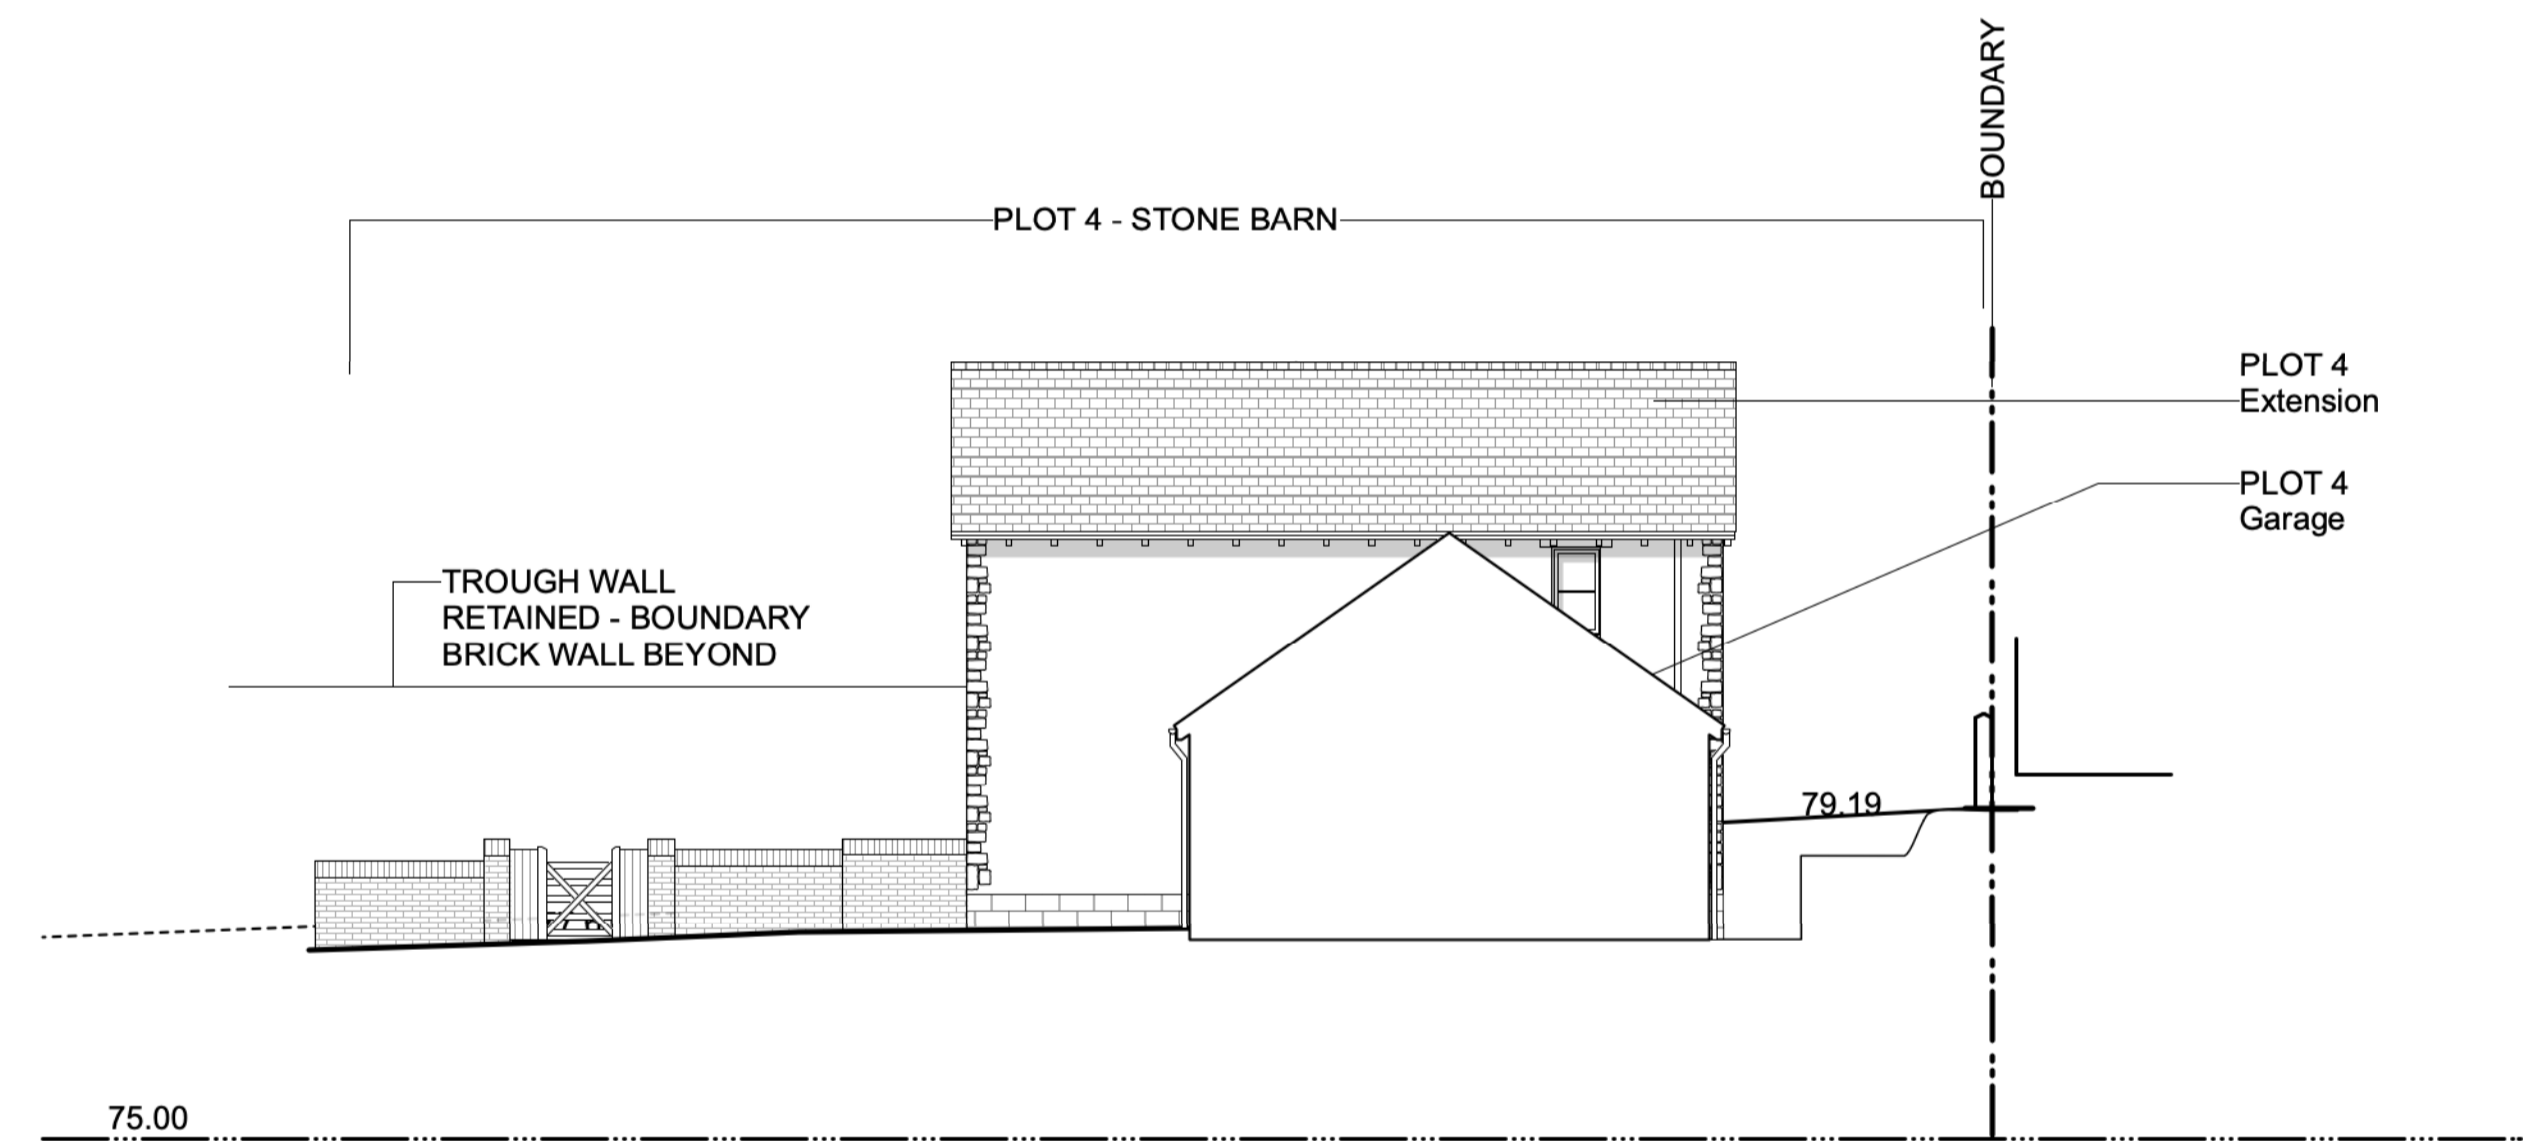 BOUNDARY
PLOT 4 - STONE BARN
PLOT 4
Extension
PLOT 4
Garage
TROUGH WALL
RETAINED - BOUNDARY
BRICK WALL BEYOND
79.19
75.00